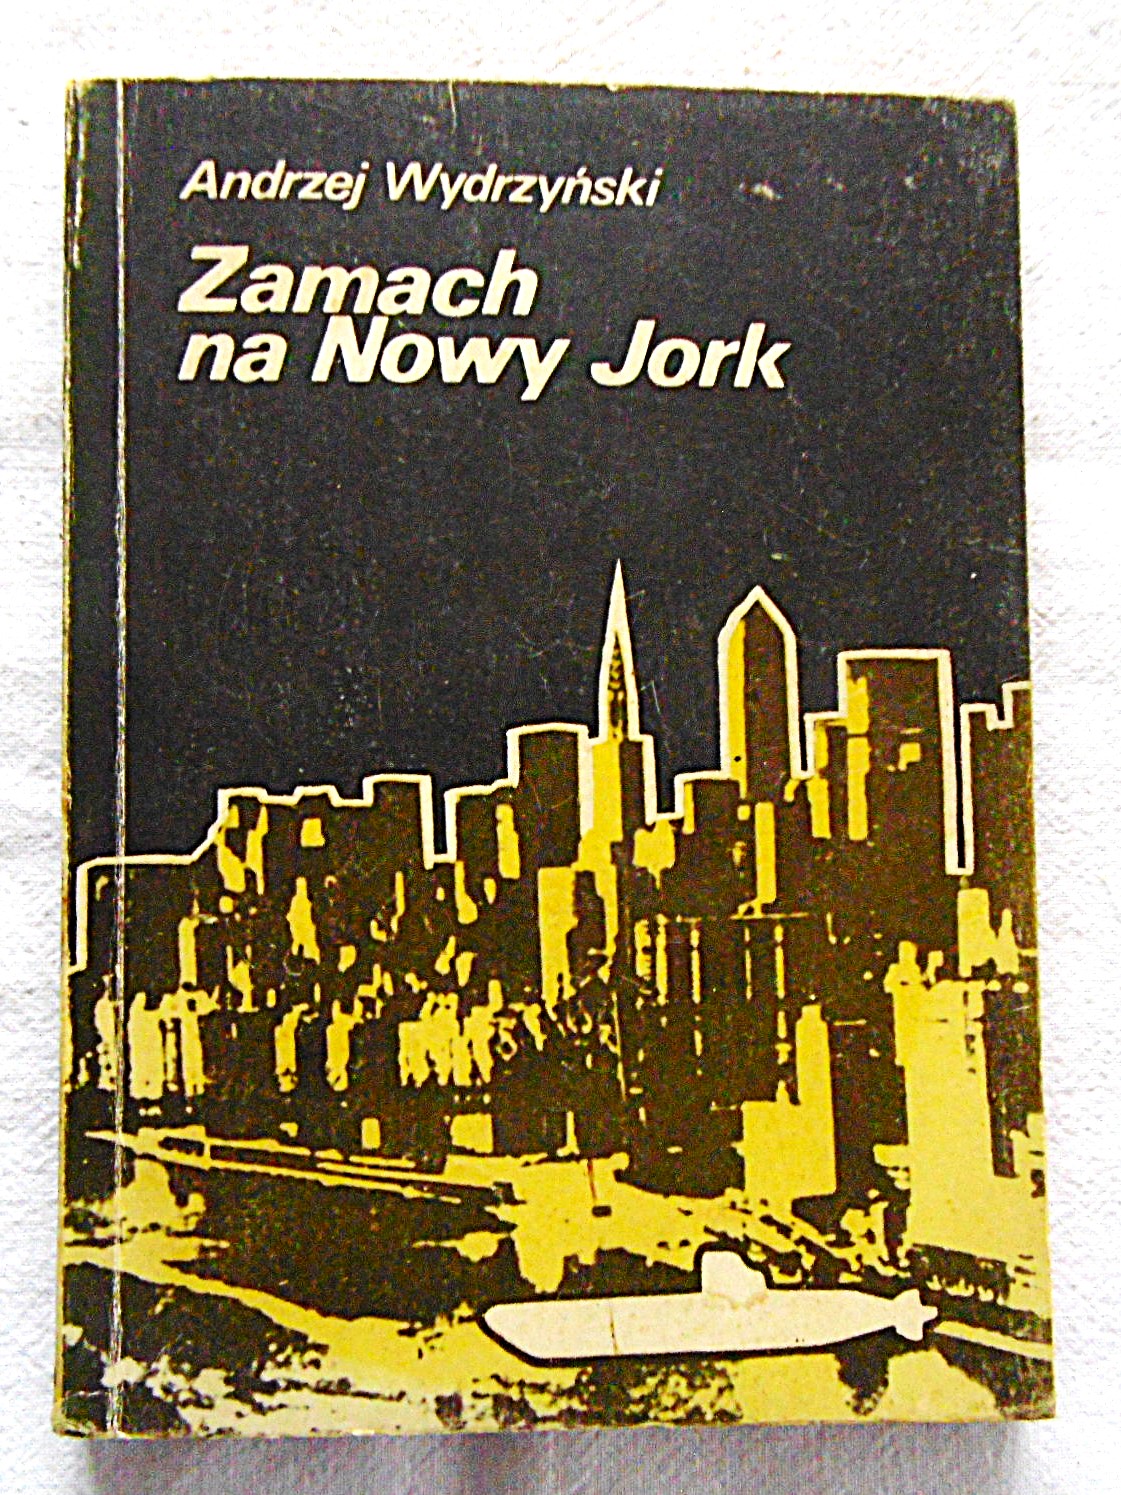 Andrzej Wydrzyński
Zamach
na Nowy Jork